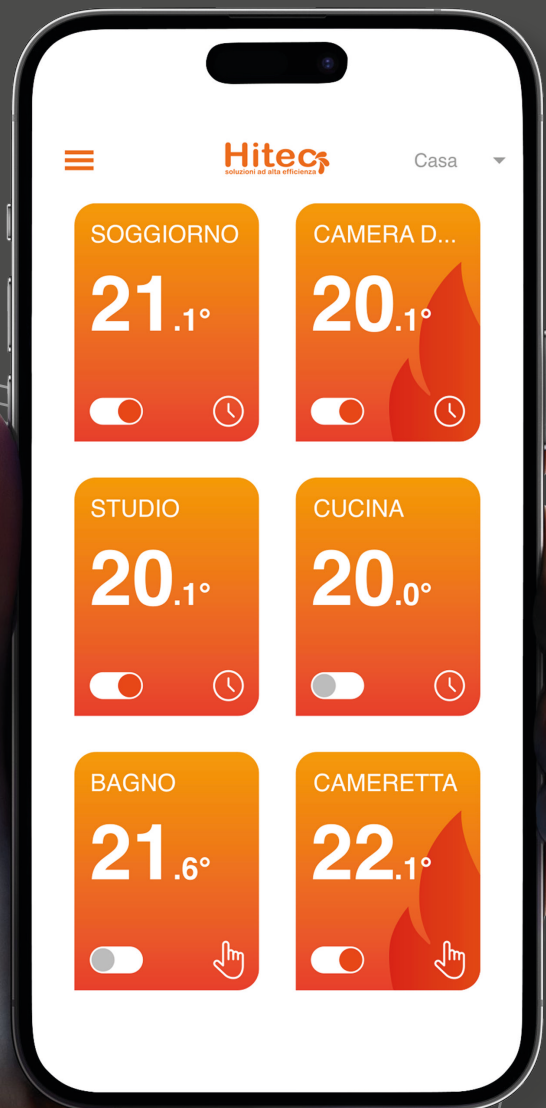 Hitec
soluzioni ad alta efficienza
Casa
SOGGIORNO
21.1°
CAMERA D...
20.1°
STUDIO
20.1°
CUCINA
20.0°
BAGNO
21.6°
CAMERETTA
22.1°